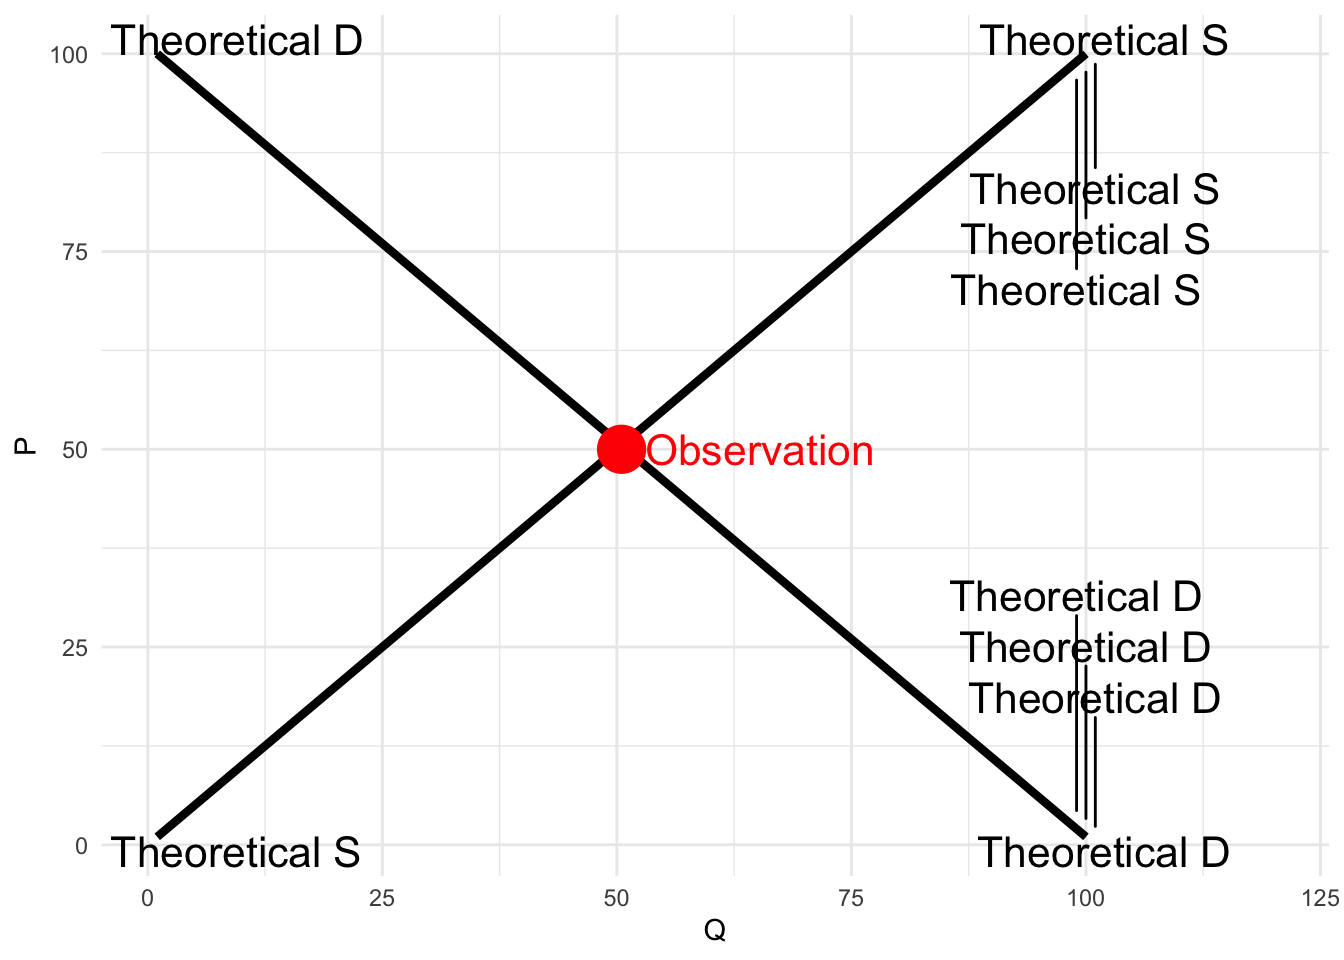 Theoretical D
Theoretical S
100
Theoretical S
75
Theoretical S
Theoretical S
P
50
Observation
Theoretical D
25
Theoretical D
Theoretical D
0
Theoretical S
Theoretical D
0
25
50
75
100
125
Q